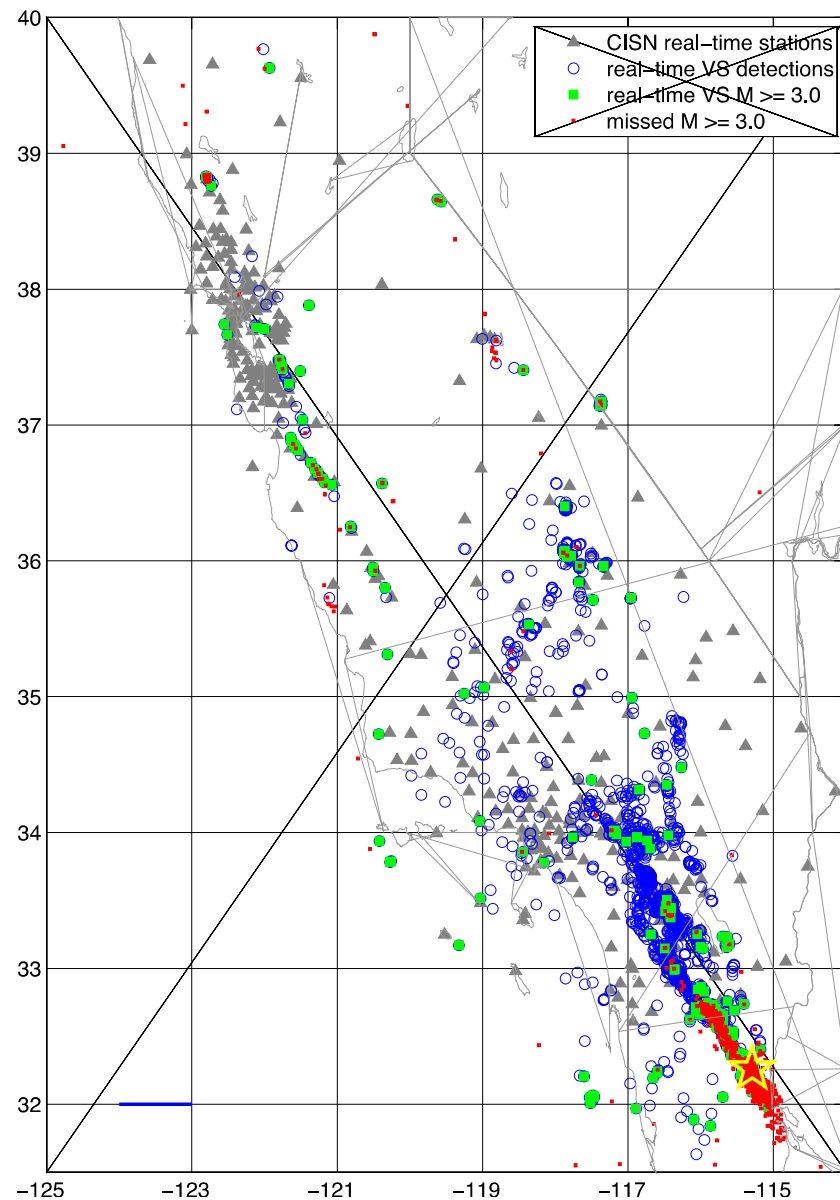 40
CISN real−time stations
real−time VS detections
real−time VS M >= 3.0
missed M >= 3.0
39
38
37
36
35
34
33
32
−125 −123 −121 −119 −117 −115